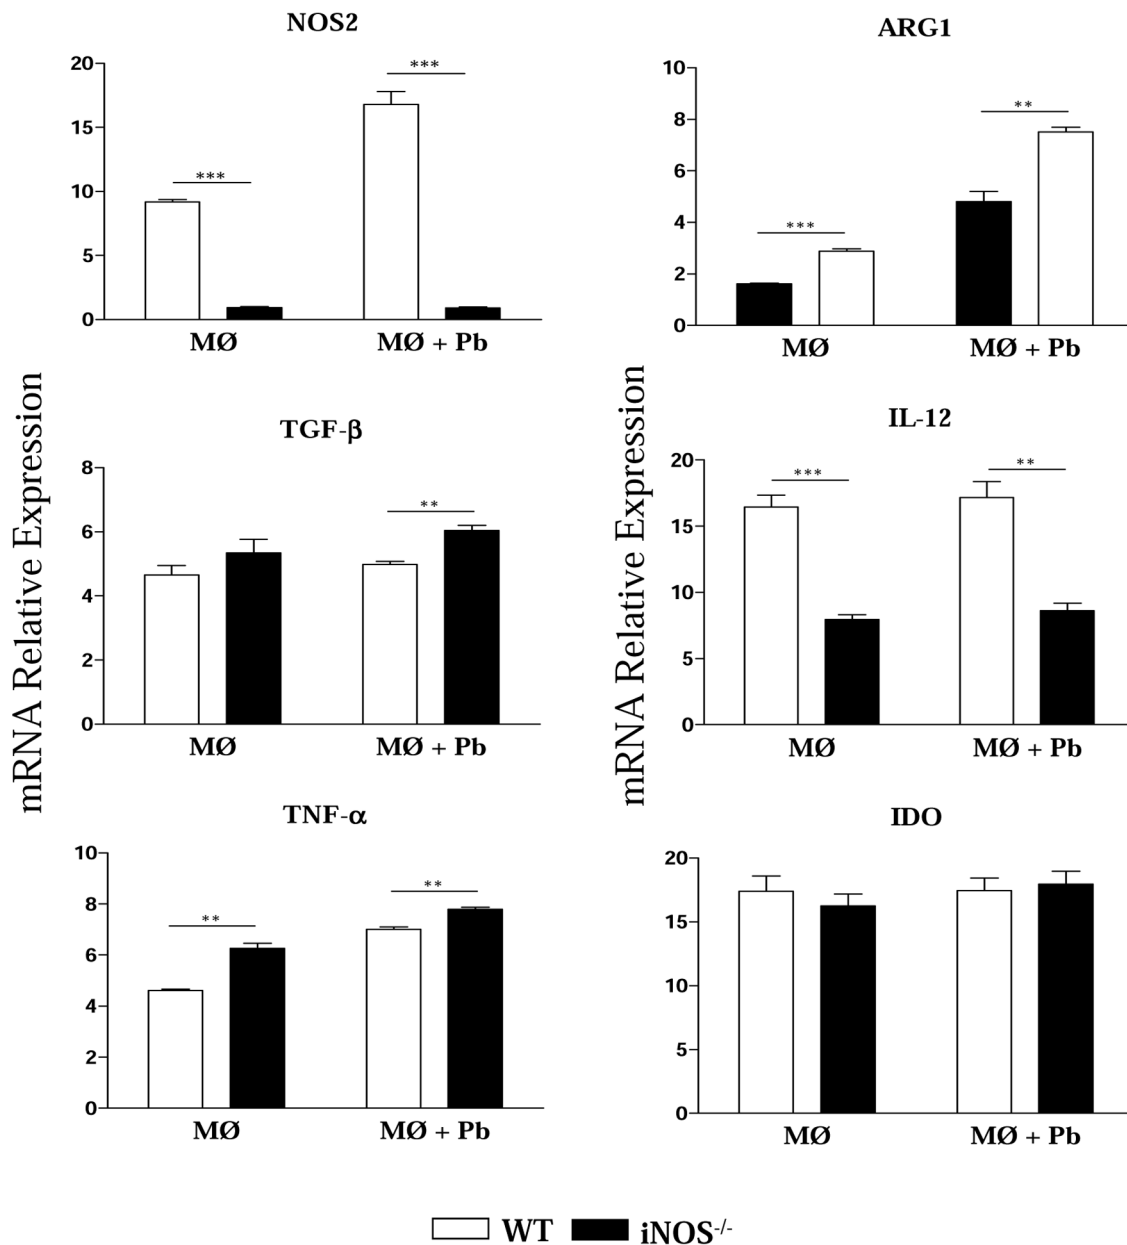 NOS2
20
15
10
5
0
***
***
MØ
MØ + Pb
ARG1
10
8
6
4
2
0
***
**
MØ
MØ + Pb
mRNA Relative Expression
TGF-β
8
6
4
2
0
**
MØ
MØ + Pb
mRNA Relative Expression
IL-12
20
15
10
5
0
***
**
MØ
MØ + Pb
TNF-α
10
8
6
4
2
0
**
**
MØ
MØ + Pb
IDO
20
15
10
5
0
MØ
MØ + Pb
WT
iNOS-/-